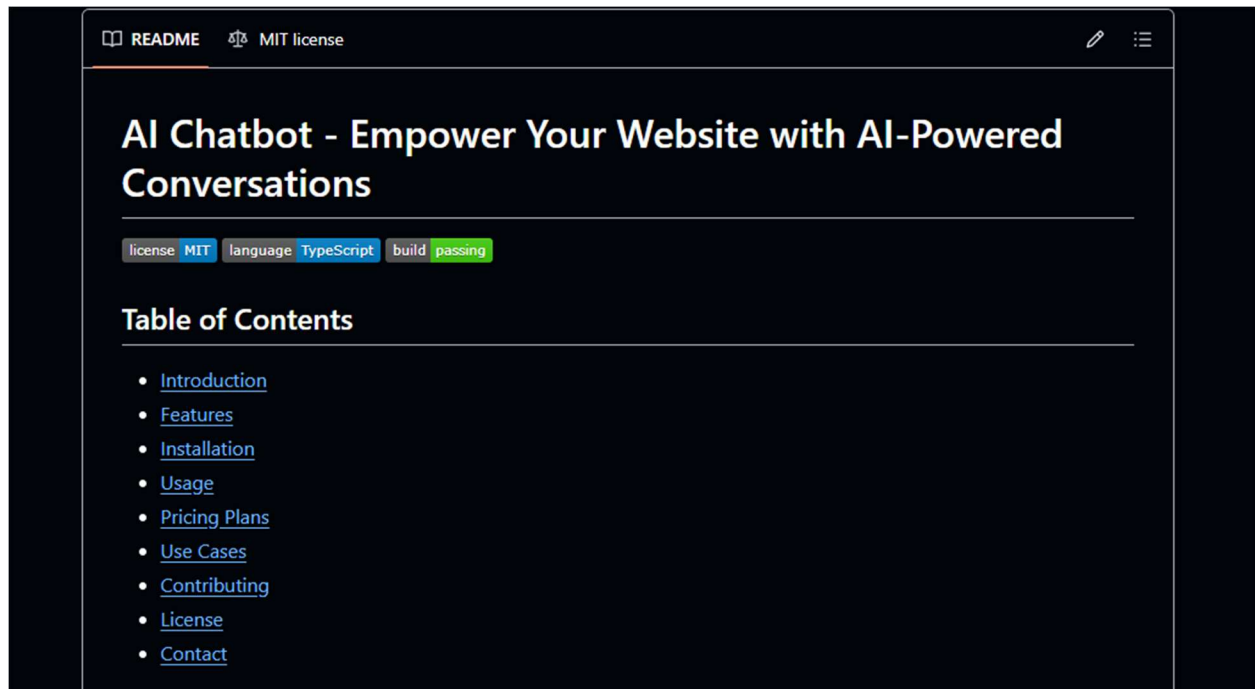 README MIT license
AI Chatbot - Empower Your Website with AI-Powered
Conversations
license MIT language TypeScript build passing
Table of Contents
Introduction
Features
Installation
Usage
Pricing Plans
Use Cases
Contributing
License
Contact